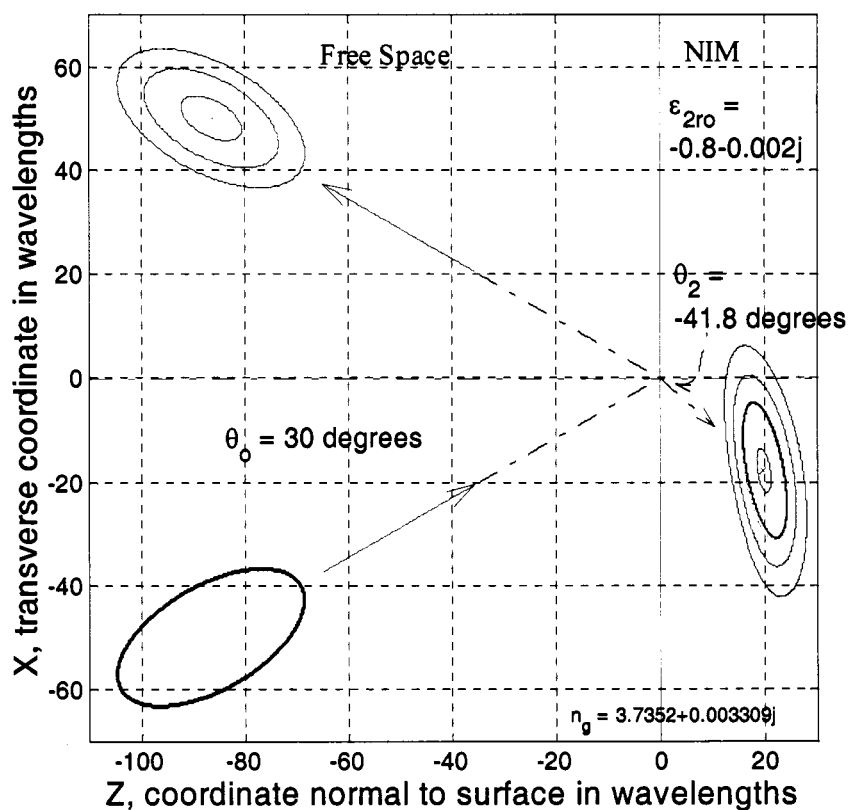 Free Space
NIM
ε2ro =
-0.8-0.002j
θ2 =
-41.8 degrees
θo = 30 degrees
ng = 3.7352+0.003309j
60
40
20
0
-20
-40
-60
X, transverse coordinate in wavelengths
-100 -80 -60 -40 -20 0 20
Z, coordinate normal to surface in wavelengths